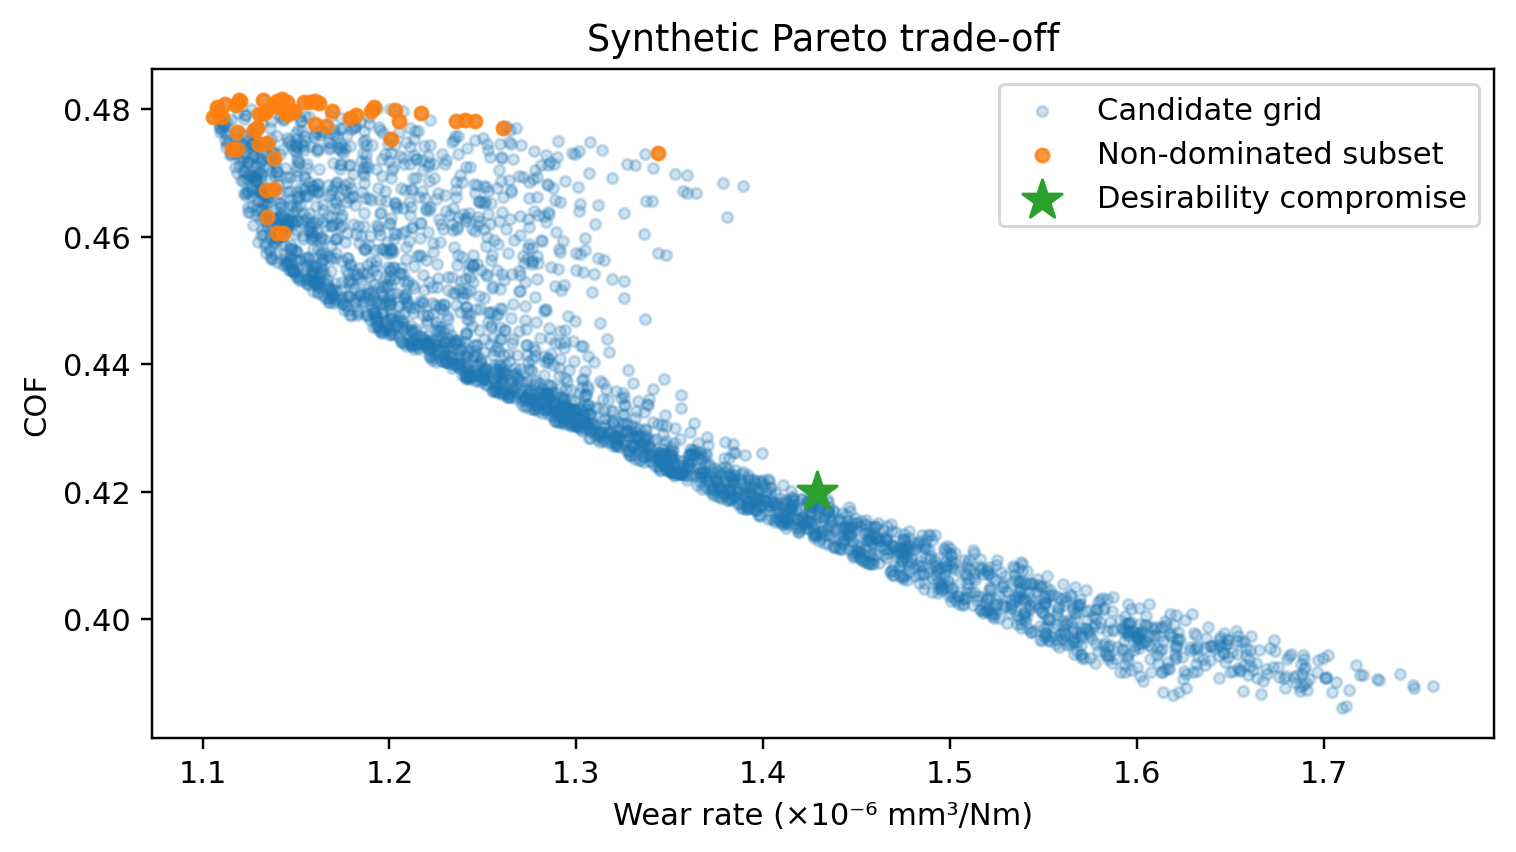 Synthetic Pareto trade-off
Candidate grid
Non-dominated subset
Desirability compromise
COF
0.48
0.46
0.44
0.42
0.40
1.1 1.2 1.3 1.4 1.5 1.6 1.7
Wear rate (×10⁻⁶ mm³/Nm)